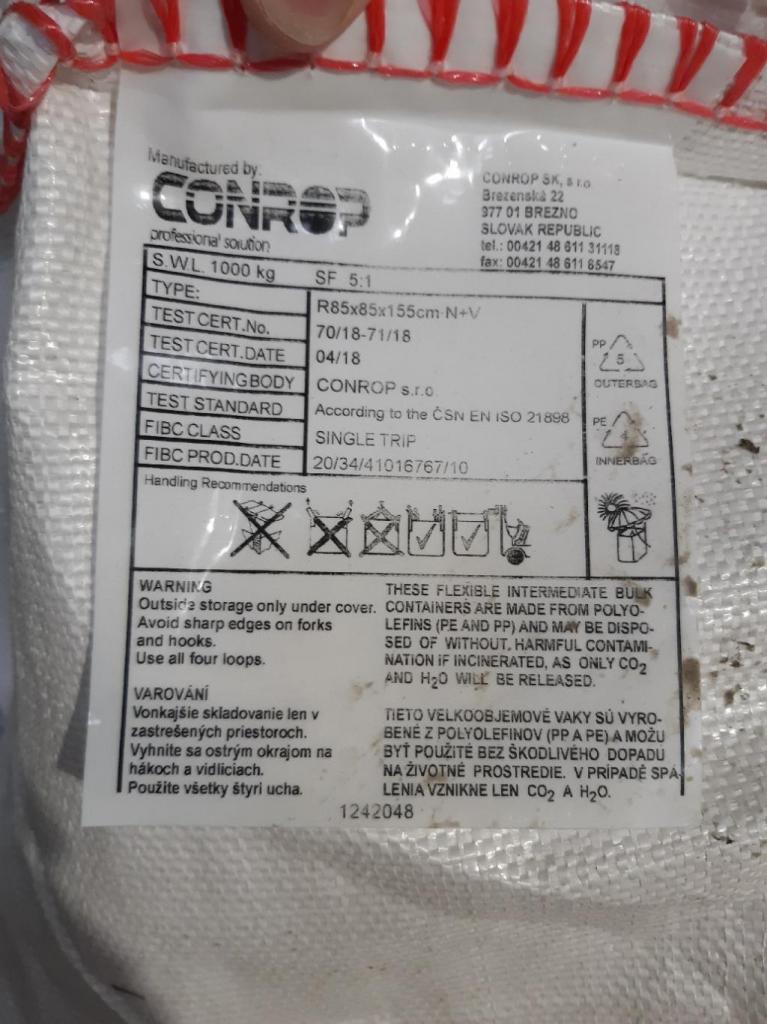 Manufactured by:
CONROP
professional solution
CONROP SK, s r.o
Brezenská 22
977 01 BREZNO
SLOVAK REPUBLIC
tel.: 00421 48 611 31118
fax: 00421 48 611 6547
S.W.L. 1000 kg SF 5:1
TYPE: R85x85x155cm N+V
TEST CERT.No. 70/18-71/18
TEST CERT.DATE 04/18
CERTIFYING BODY CONROP s.r.o.
TEST STANDARD According to the ČSN EN ISO 21898
FIBC CLASS SINGLE TRIP
FIBC PROD.DATE 20/34/41016767/10
PP
5
OUTERBAG
PE
4
INNERBAG
Handling Recommendations
WARNING
Outside storage only under cover.
Avoid sharp edges on forks
and hooks.
Use all four loops.
THESE FLEXIBLE INTERMEDIATE BULK
CONTAINERS ARE MADE FROM POLYO-
LEFINS (PE AND PP) AND MAY BE DISPO-
SED OF WITHOUT, HARMFUL CONTAMI-
NATION IF INCINERATED, AS ONLY CO2
AND H2O WILL BE RELEASED.
VAROVÁNÍ
Vonkajšie skladovanie len v
zastrešených priestoroch.
Vyhnite sa ostrým okrajom na
hákoch a vidliciach.
Použite všetky štyri ucha.
TIETO VELKOOBJEMOVÉ VAKY SÚ VYRO-
BENÉ Z POLYOLEFINOV (PP A PE) A MOŽU
BYŤ POUŽITÉ BEZ ŠKODLIVÉHO DOPADU
NA ŽIVOTNÉ PROSTREDIE. V PRÍPADĚ SPÁ-
LENIA VZNIKNE LEN CO2 A H2O.
1242048